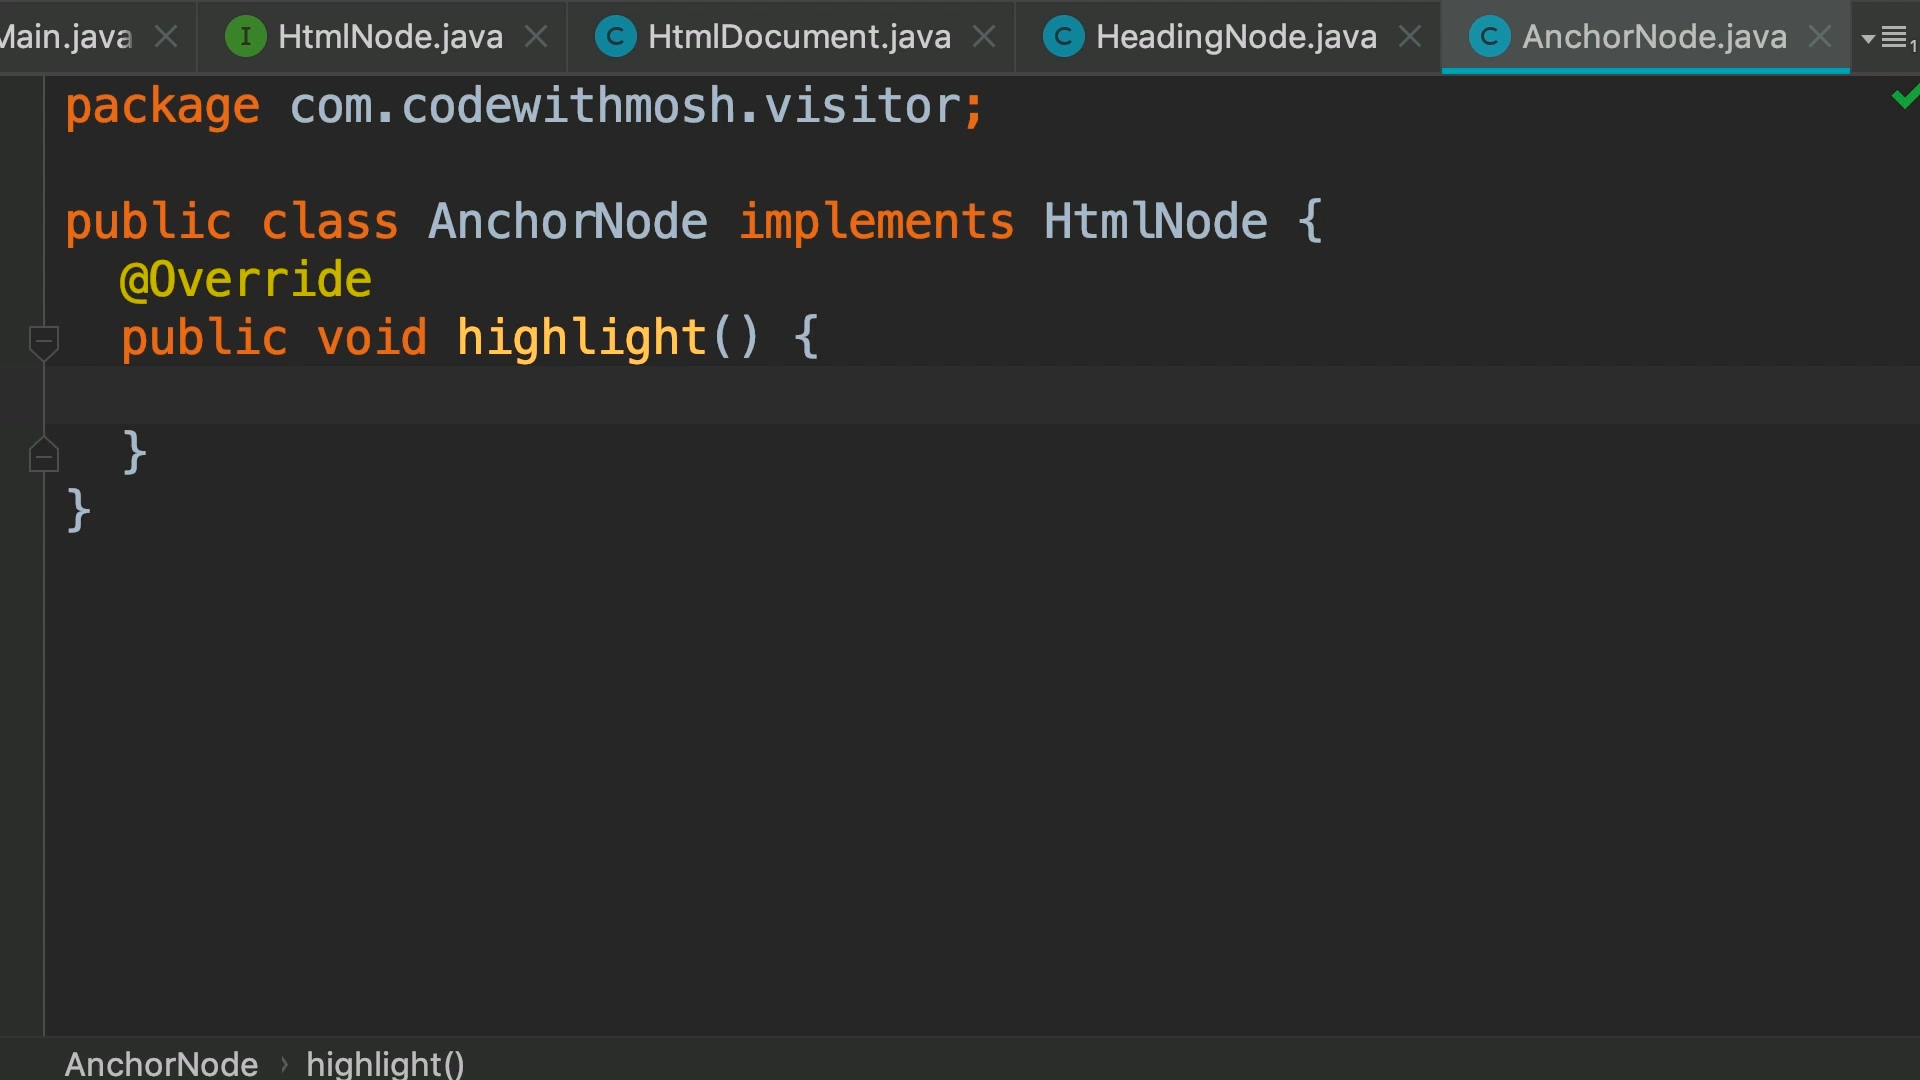 Main.java HtmlNode.java HtmlDocument.java HeadingNode.java AnchorNode.java 1
package com.codewithmosh.visitor;
public class AnchorNode implements HtmlNode {
@Override
public void highlight() {
}
}
AnchorNode › highlight()